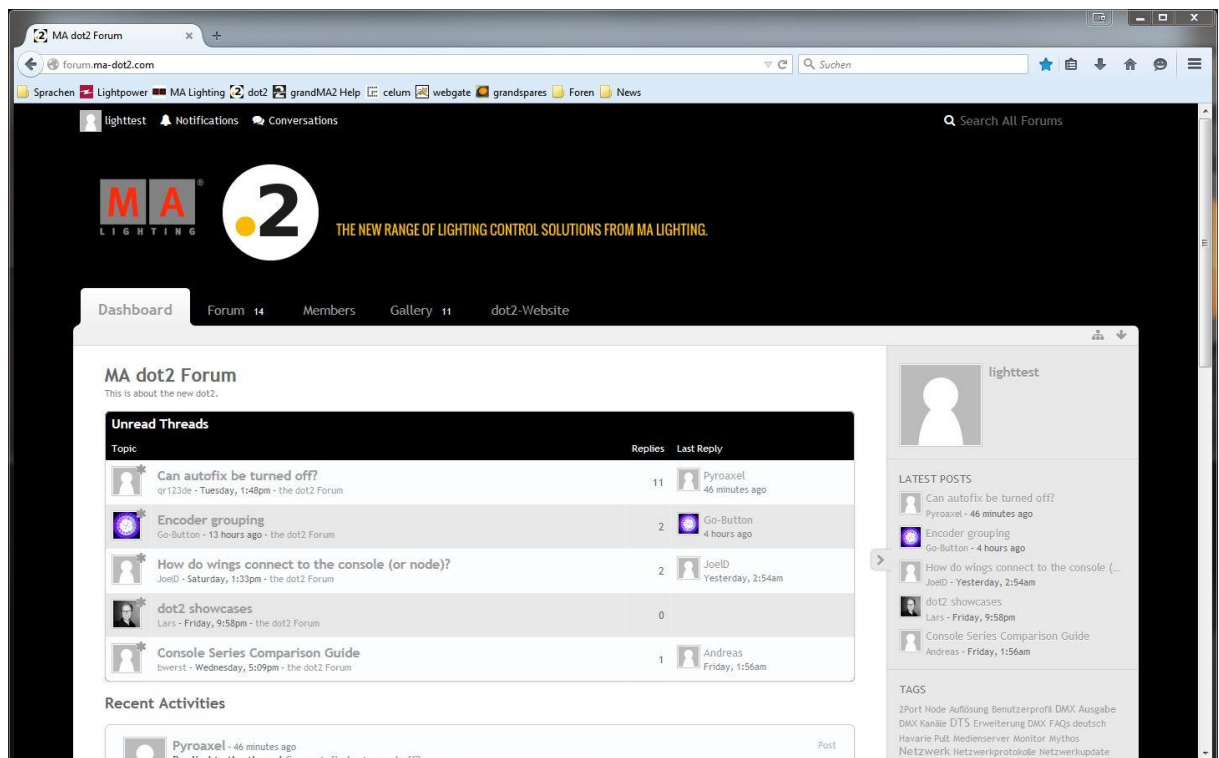 MA dot2 Forum
forum.ma-dot2.com
Suchen
Sprachen Lightpower MA Lighting dot2 grandMA2 Help celum webgate grandspares Foren News
lighttest Notifications Conversations
Search All Forums
MA®
LIGHTING
.2
THE NEW RANGE OF LIGHTING CONTROL SOLUTIONS FROM MA LIGHTING.
Dashboard Forum 14 Members Gallery 11 dot2-Website
MA dot2 Forum
This is about the new dot2.
Unread Threads
Topic Replies Last Reply
Can autofix be turned off?
qr123de - Tuesday, 1:48pm - the dot2 Forum
11
Pyroaxel
46 minutes ago
Encoder grouping
Go-Button - 13 hours ago - the dot2 Forum
2
Go-Button
4 hours ago
How do wings connect to the console (or node)?
JoelD - Saturday, 1:33pm - the dot2 Forum
2
JoelD
Yesterday, 2:54am
dot2 showcases
Lars - Friday, 9:58pm - the dot2 Forum
0
Console Series Comparison Guide
bwerst - Wednesday, 5:09pm - the dot2 Forum
1
Andreas
Friday, 1:56am
Recent Activities
Pyroaxel - 46 minutes ago
Post
lighttest
LATEST POSTS
Can autofix be turned off?
Pyroaxel - 46 minutes ago
Encoder grouping
Go-Button - 4 hours ago
How do wings connect to the console (...
JoelD - Yesterday, 2:54am
dot2 showcases
Lars - Friday, 9:58pm
Console Series Comparison Guide
Andreas - Friday, 1:56am
TAGS
2Port Node Auflösung Benutzerprofil DMX Ausgabe
DMX Kanäle DTS Erweiterung DMX FAQs deutsch
Havarie Pult Medienserver Monitor Mythos
Netzwerk Netzwerkprotokolle Netzwerkupdate